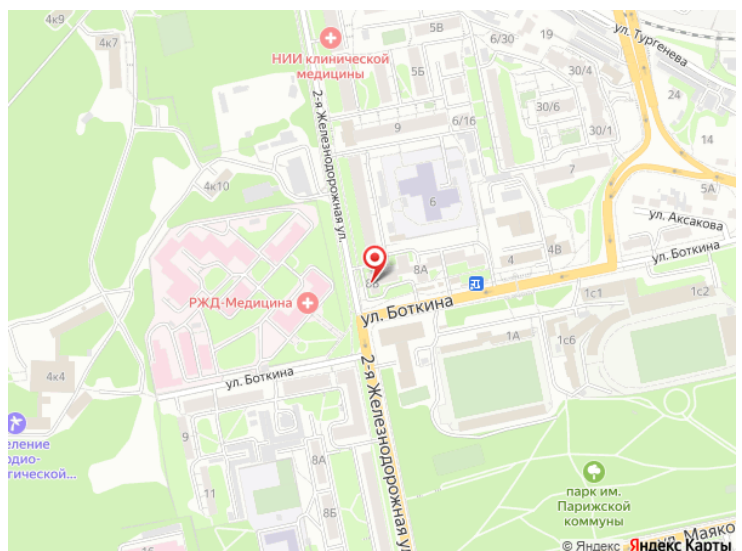 4к9
4к7
5В
19
6/30
ул. Тургенева
НИИ клинической
медицины
5Б
30/4
24
30/6
6/16
9
30/1
14
2-я Железнодорожная ул.
7
5А
4к10
6
ул. Аксакова
4
4В
ул. Боткина
8А
РЖД-Медицина
ул. Боткина
1с1
1с2
1А
1с6
ул. Боткина
4к4
2-я Железнодорожная
9
8А
11
8Б
парк им.
Парижской
коммуны
ул.
© Яндекс Яндекс Карты